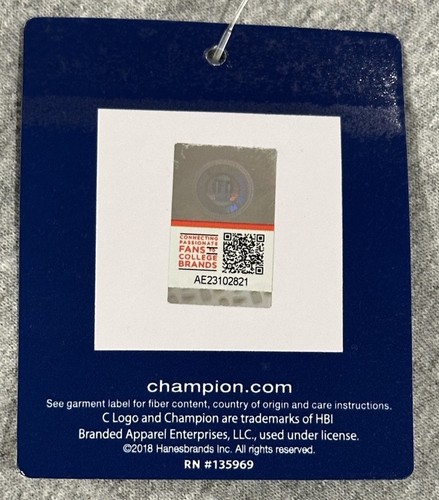 CONNECTING
PASSIONATE
FANS TO
COLLEGE
BRANDS
AE23102821
champion.com
See garment label for fiber content, country of origin and care instructions.
C Logo and Champion are trademarks of HBI
Branded Apparel Enterprises, LLC., used under license.
©2018 Hanesbrands Inc. All rights reserved.
RN #135969